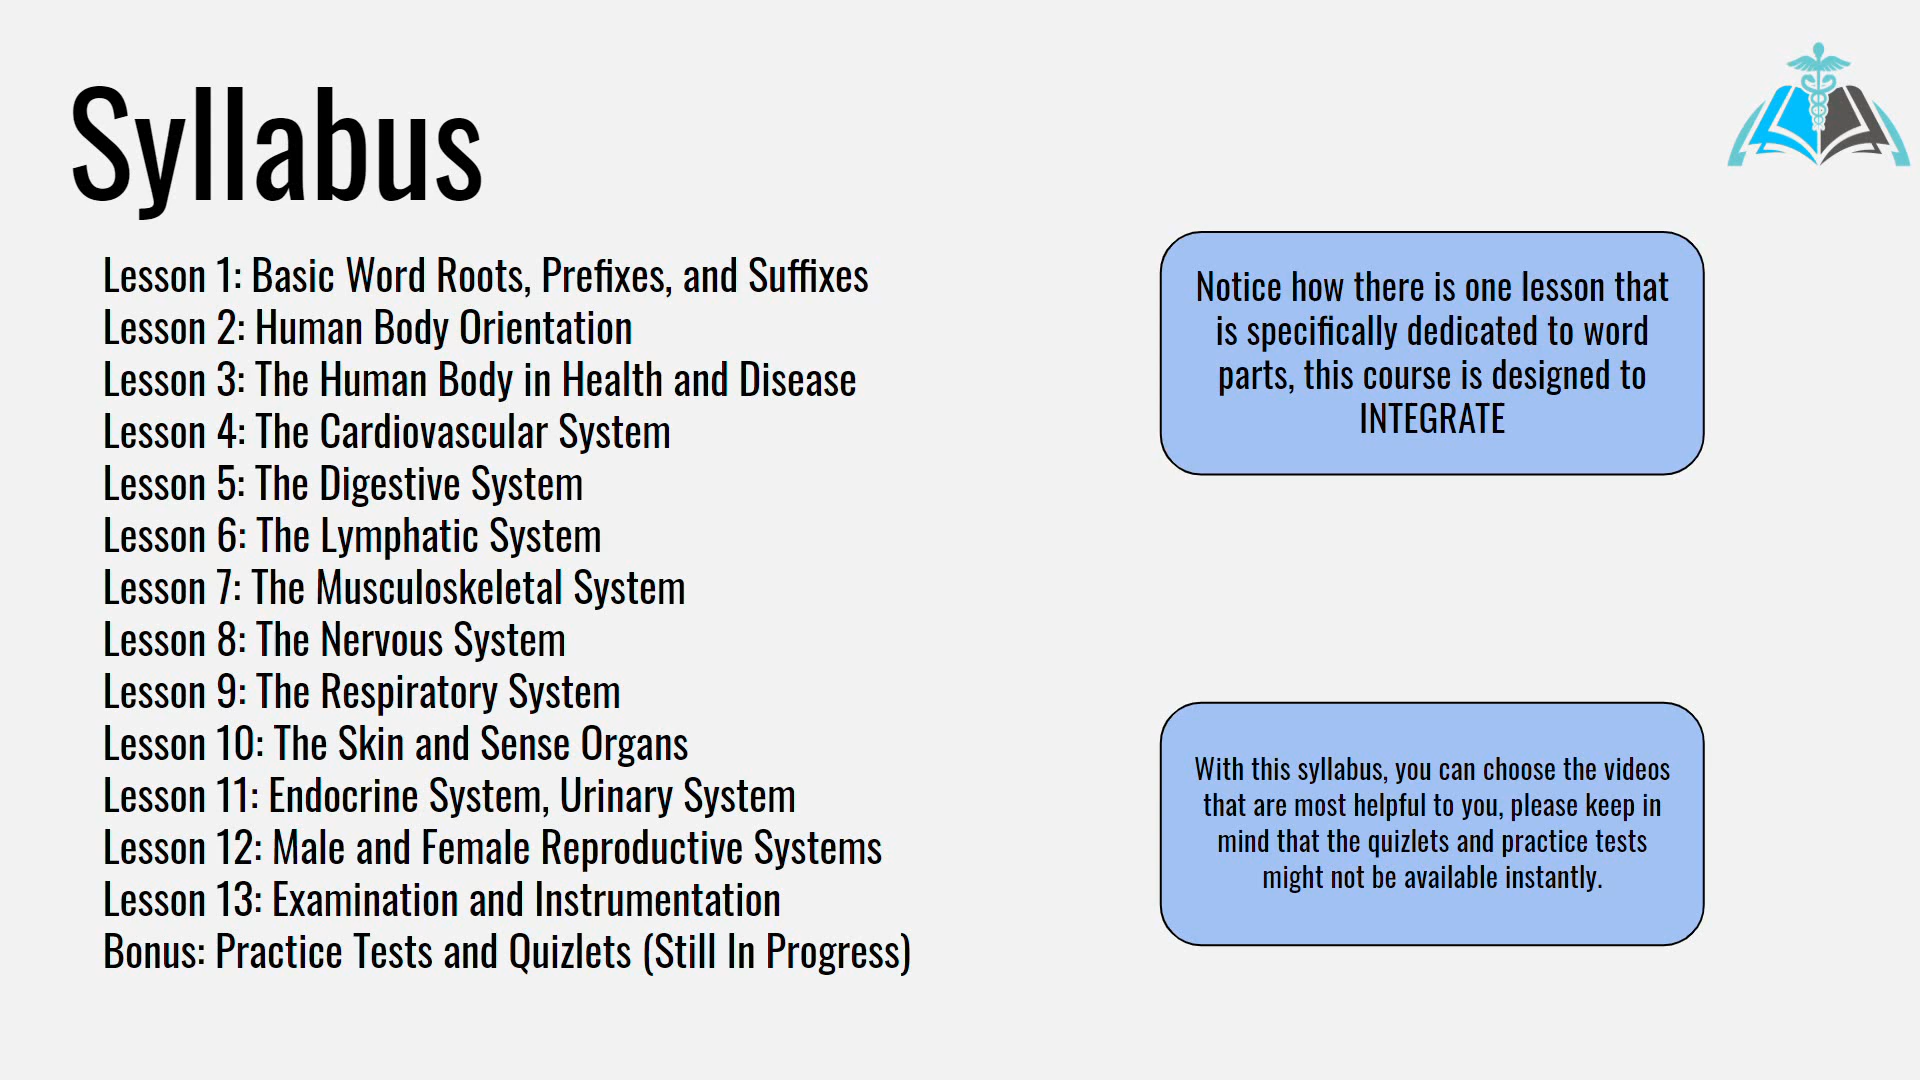 Syllabus
Lesson 1: Basic Word Roots, Prefixes, and Suffixes
Lesson 2: Human Body Orientation
Lesson 3: The Human Body in Health and Disease
Lesson 4: The Cardiovascular System
Lesson 5: The Digestive System
Lesson 6: The Lymphatic System
Lesson 7: The Musculoskeletal System
Lesson 8: The Nervous System
Lesson 9: The Respiratory System
Lesson 10: The Skin and Sense Organs
Lesson 11: Endocrine System, Urinary System
Lesson 12: Male and Female Reproductive Systems
Lesson 13: Examination and Instrumentation
Bonus: Practice Tests and Quizlets (Still In Progress)
Notice how there is one lesson that
is specifically dedicated to word
parts, this course is designed to
INTEGRATE
With this syllabus, you can choose the videos
that are most helpful to you, please keep in
mind that the quizlets and practice tests
might not be available instantly.